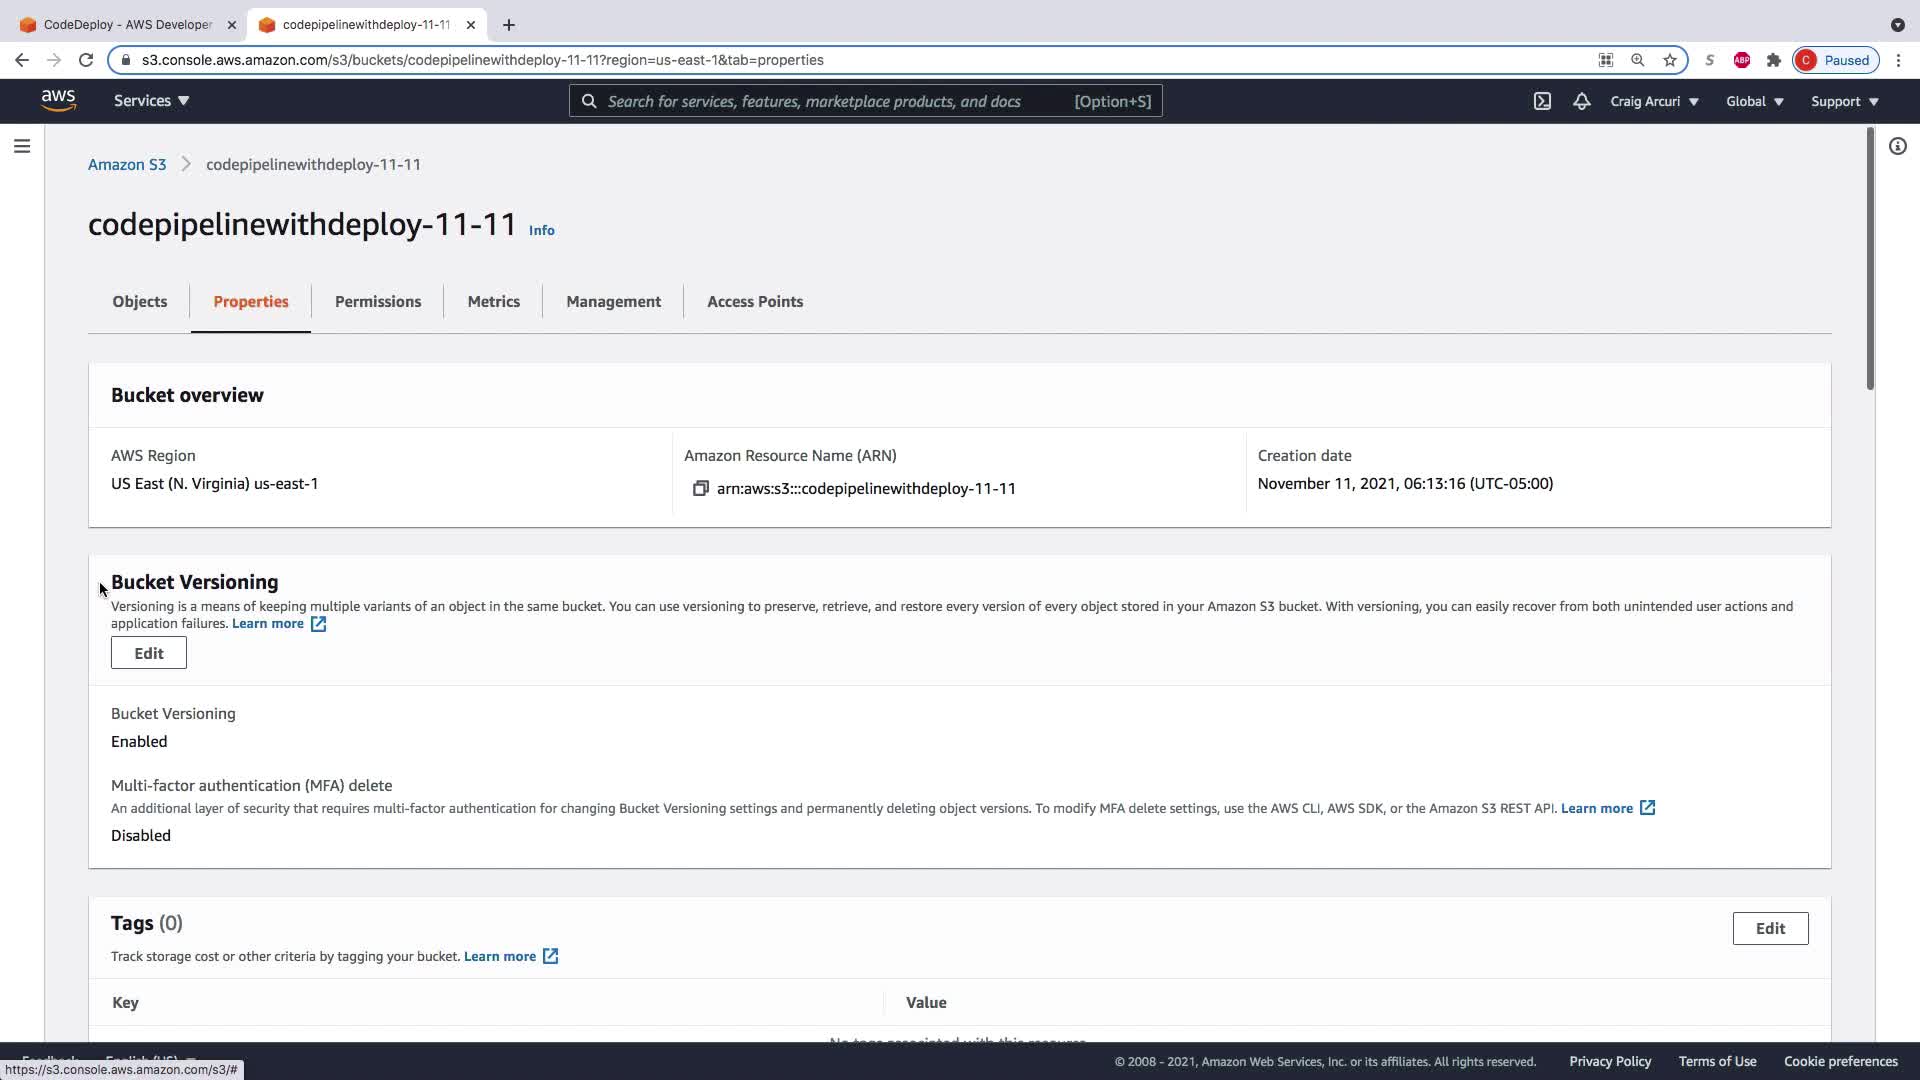 CodeDeploy - AWS Developer
codepipelinewithdeploy-11-11
s3.console.aws.amazon.com/s3/buckets/codepipelinewithdeploy-11-11?region=us-east-1&tab=properties
S
ABP
C
Paused
aws
Services
Search for services, features, marketplace products, and docs
[Option+S]
Craig Arcuri
Global
Support
Amazon S3
codepipelinewithdeploy-11-11
codepipelinewithdeploy-11-11
Info
Objects
Properties
Permissions
Metrics
Management
Access Points
Bucket overview
AWS Region
US East (N. Virginia) us-east-1
Amazon Resource Name (ARN)
arn:aws:s3:::codepipelinewithdeploy-11-11
Creation date
November 11, 2021, 06:13:16 (UTC-05:00)
Bucket Versioning
Versioning is a means of keeping multiple variants of an object in the same bucket. You can use versioning to preserve, retrieve, and restore every version of every object stored in your Amazon S3 bucket. With versioning, you can easily recover from both unintended user actions and
application failures. Learn more
Edit
Bucket Versioning
Enabled
Multi-factor authentication (MFA) delete
An additional layer of security that requires multi-factor authentication for changing Bucket Versioning settings and permanently deleting object versions. To modify MFA delete settings, use the AWS CLI, AWS SDK, or the Amazon S3 REST API. Learn more
Disabled
Tags (0)
Edit
Track storage cost or other criteria by tagging your bucket. Learn more
Key
Value
No tags associated with this resource
Feedback
English (US)
https://s3.console.aws.amazon.com/s3/#
© 2008 - 2021, Amazon Web Services, Inc. or its affiliates. All rights reserved.
Privacy Policy
Terms of Use
Cookie preferences